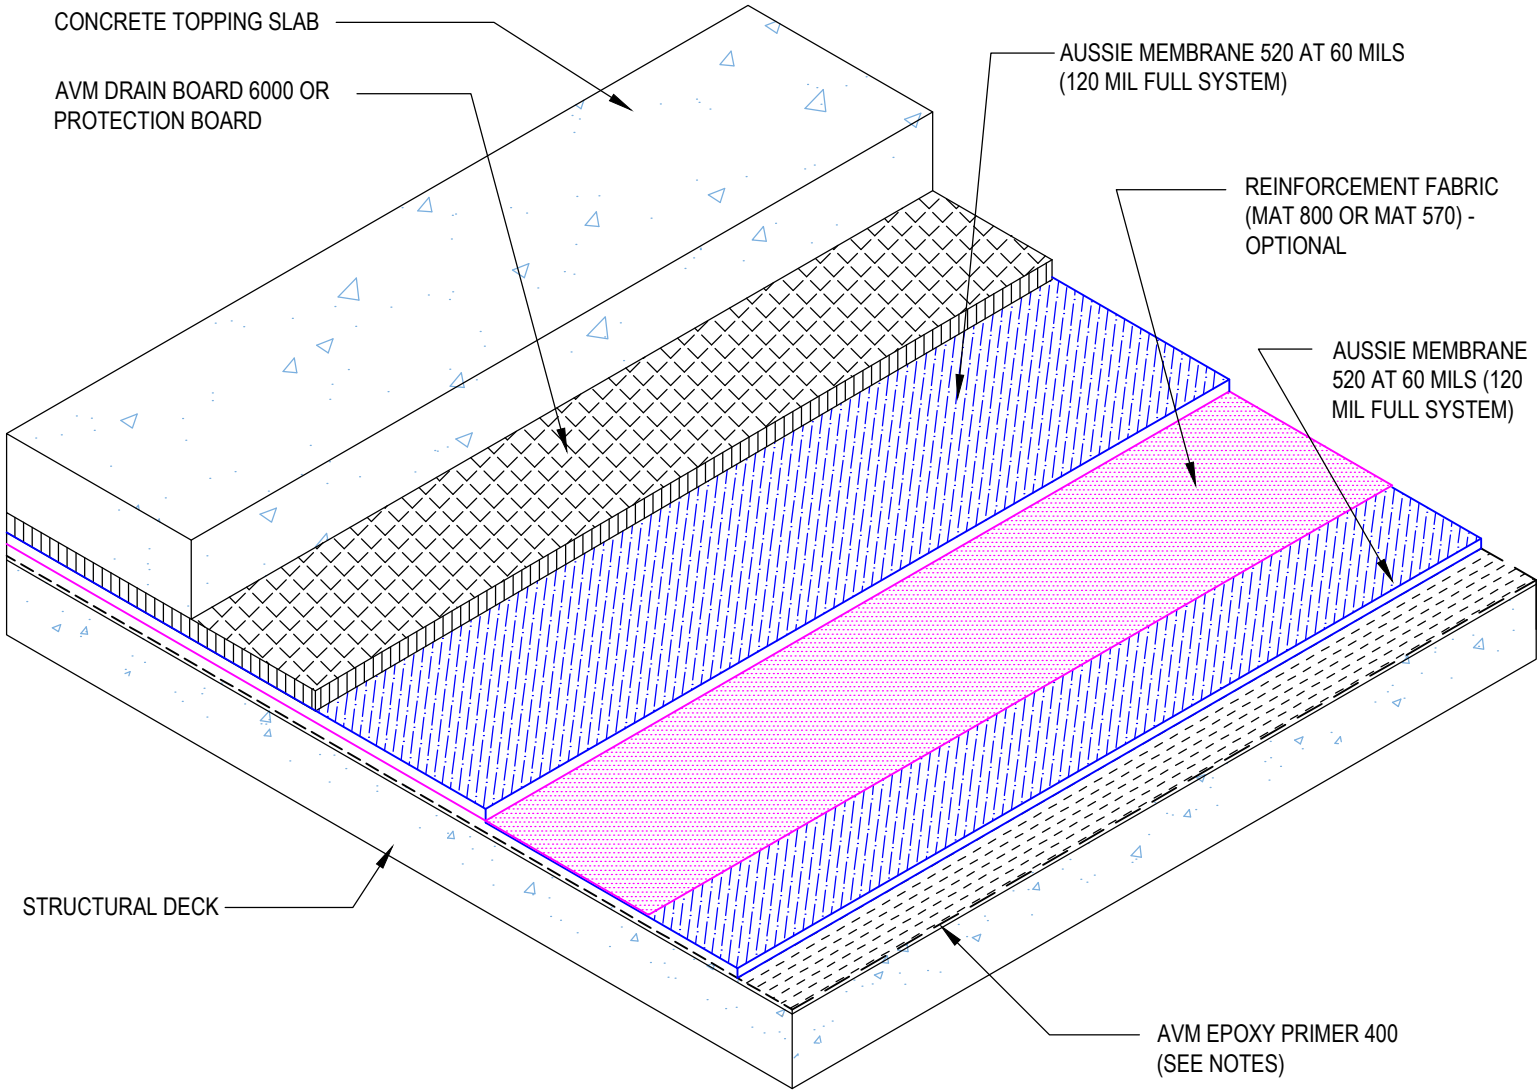 CONCRETE TOPPING SLAB
AVM DRAIN BOARD 6000 OR
PROTECTION BOARD
AUSSIE MEMBRANE 520 AT 60 MILS
(120 MIL FULL SYSTEM)
REINFORCEMENT FABRIC
(MAT 800 OR MAT 570) -
OPTIONAL
AUSSIE MEMBRANE
520 AT 60 MILS (120
MIL FULL SYSTEM)
STRUCTURAL DECK
AVM EPOXY PRIMER 400
(SEE NOTES)